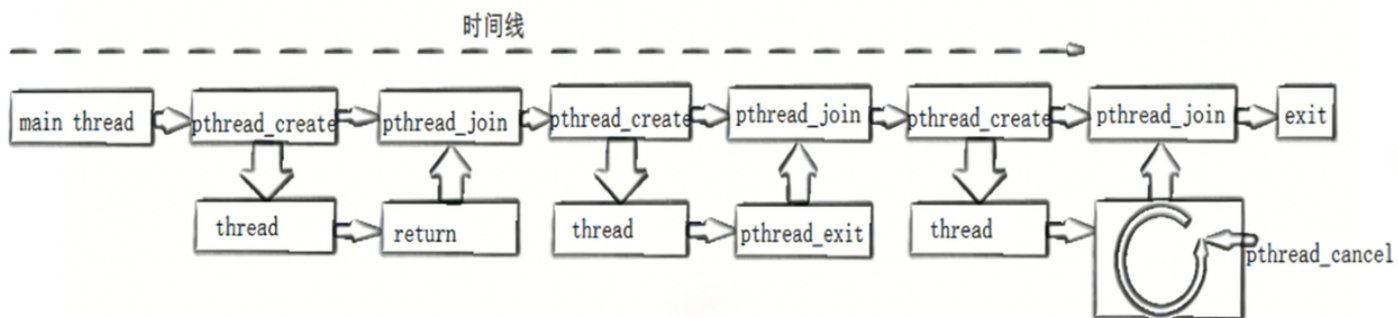 时间线
main thread
pthread_create
pthread_join
pthread_create
pthread_join
pthread_create
pthread_join
exit
thread
return
thread
pthread_exit
thread
pthread_cancel